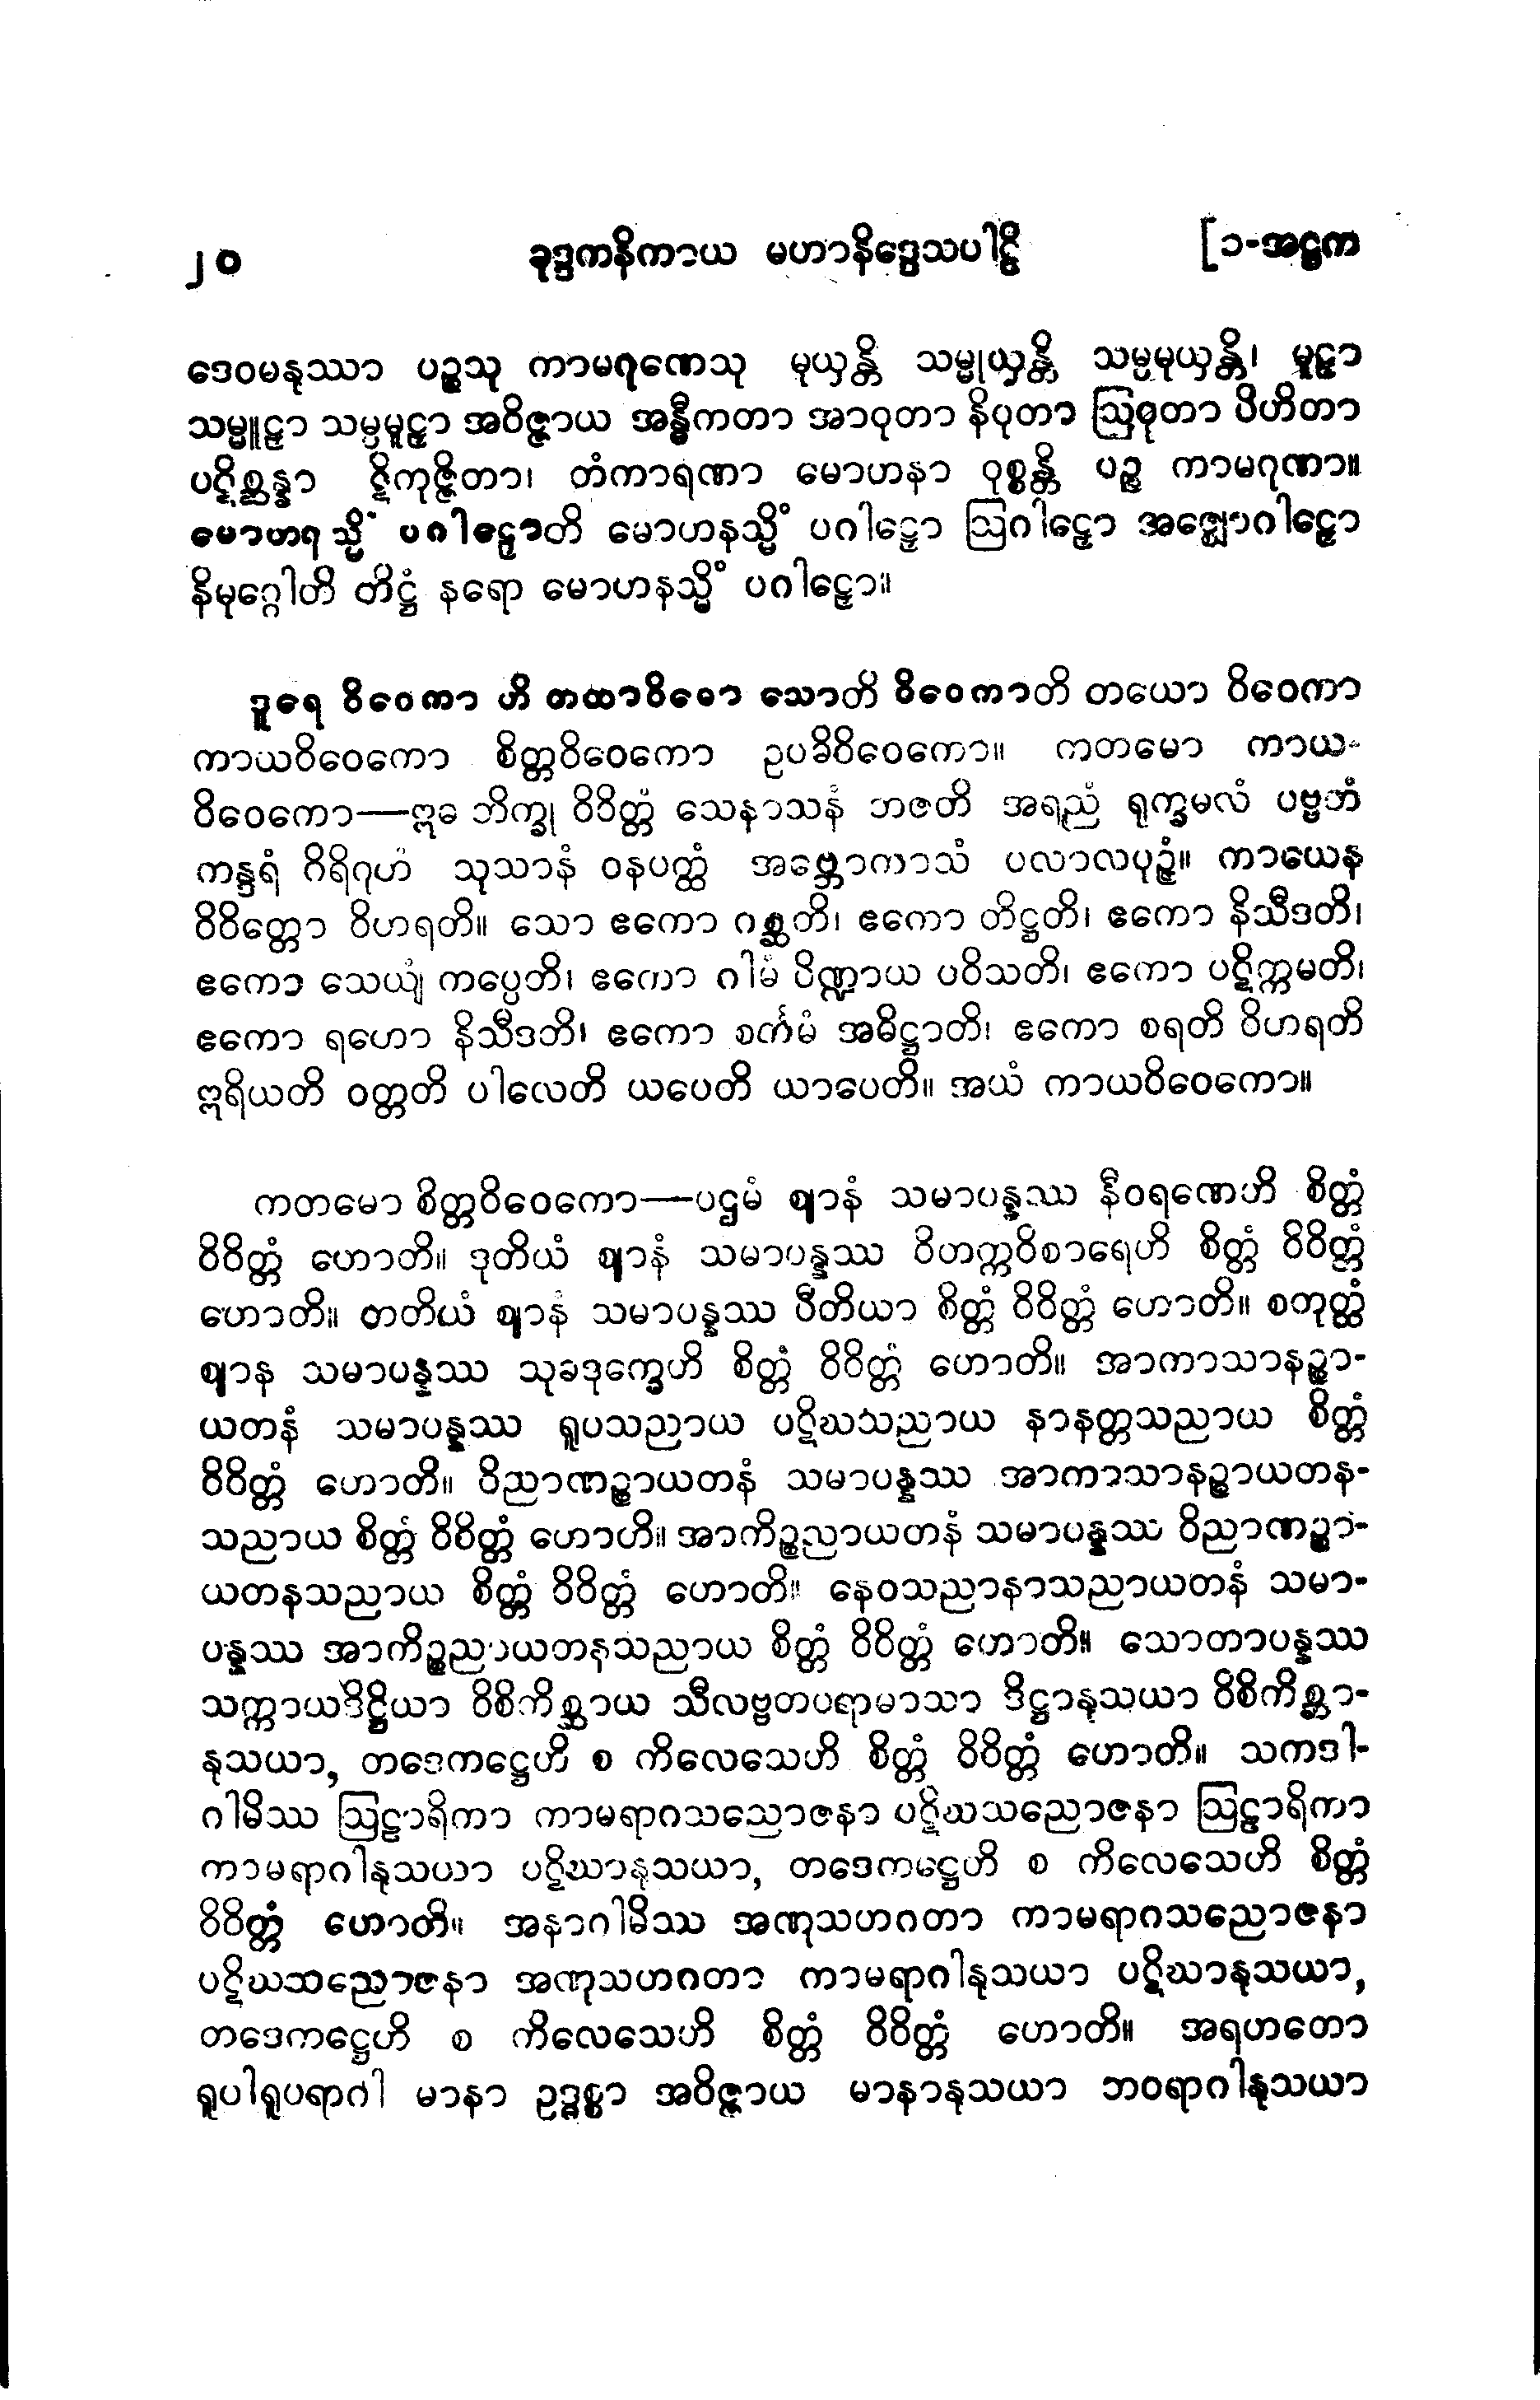 ၂၀ ခုဒ္ဒကနိကာယ မဟာနိဒ္ဒေသပါဠိ [၁-အဋ္ဌက
ဒေဝမနုဿာ ပဉ္စသု ကာမဂုဏေသု မုယှန္တိ သမ္မုယှန္တိ သမ္ပမုယှန္တိ၊ မူဠှာ
သမ္မူဠှာ သမ္ပမူဠှာ အဝိဇ္ဇာယ အန္ဓီကတာ အာဝုတာ နိဝုတာ ဩဝုတာ ပိဟိတာ
ပဋိစ္ဆန္နာ ဋိကုဇ္ဇိတာ၊ တံကာရဏာ မောဟနာ ဝုစ္စန္တိ ပဉ္စ ကာမဂုဏာ။
မောဟနသ္မိံ ပဂါဠှောတိ မောဟနသ္မိံ ပဂါဠှော ဩဂါဠှော အဇ္ဈောဂါဠှော
နိမုဂ္ဂေါတိ တိဋ္ဌံ နရော မောဟနသ္မိံ ပဂါဠှော။
ဒူရေ ဝိဝေကာ ဟိ တထာဝိဓော သောတိ ဝိဝေကာတိ တယော ဝိဝေကာ
ကာယဝိဝေကော စိတ္တဝိဝေကော ဥပဓိဝိဝေကော။ ကတမော ကာယ-
ဝိဝေကော—ဣဓ ဘိက္ခု ဝိဝိတ္တံ သေနာသနံ ဘဇတိ အရညံ ရုက္ခမူလံ ပဗ္ဗတံ
ကန္ဒရံ ဂိရိဂုဟံ သုသာနံ ဝနပတ္ထံ အဗ္ဘောကာသံ ပလာလပုဉ္ဇံ။ ကာယေန
ဝိဝိတ္တော ဝိဟရတိ။ သော ဧကော ဂစ္ဆတိ၊ ဧကော တိဋ္ဌတိ၊ ဧကော နိသီဒတိ၊
ဧကော သေယျံ ကပ္ပေတိ၊ ဧကော ဂါမံ ပိဏ္ဍာယ ပဝိသတိ၊ ဧကော ပဋိက္ကမတိ၊
ဧကော ရဟော နိသီဒတိ၊ ဧကော စင်္ကမံ အဓိဋ္ဌာတိ၊ ဧကော စရတိ ဝိဟရတိ
ဣရိယတိ ဝတ္တတိ ပါလေတိ ယပေတိ ယာပေတိ။ အယံ ကာယဝိဝေကော။
ကတမော စိတ္တဝိဝေကော—ပဌမံ ဈာနံ သမာပန္နဿ နီဝရဏေဟိ စိတ္တံ
ဝိဝိတ္တံ ဟောတိ။ ဒုတိယံ ဈာနံ သမာပန္နဿ ဝိတက္ကဝိစာရေဟိ စိတ္တံ ဝိဝိတ္တံ
ဟောတိ။ တတိယံ ဈာနံ သမာပန္နဿ ပီတိယာ စိတ္တံ ဝိဝိတ္တံ ဟောတိ။ စတုတ္ထံ
ဈာန သမာပန္နဿ သုခဒုက္ခေဟိ စိတ္တံ ဝိဝိတ္တံ ဟောတိ။ အာကာသာနဉ္စာ-
ယတနံ သမာပန္နဿ ရူပသညာယ ပဋိဃသညာယ နာနတ္တသညာယ စိတ္တံ
ဝိဝိတ္တံ ဟောတိ။ ဝိညာဏဉ္စာယတနံ သမာပန္နဿ အာကာသာနဉ္စာယတန-
သညာယ စိတ္တံ ဝိဝိတ္တံ ဟောတိ။ အာကိဉ္စညာယတနံ သမာပန္နဿ ဝိညာဏဉ္စာ-
ယတနသညာယ စိတ္တံ ဝိဝိတ္တံ ဟောတိ။ နေဝသညာနာသညာယတနံ သမာ-
ပန္နဿ အာကိဉ္စညာယတနသညာယ စိတ္တံ ဝိဝိတ္တံ ဟောတိ။ သောတာပန္နဿ
သက္ကာယဒိဋ္ဌိယာ ဝိစိကိစ္ဆာယ သီလဗ္ဗတပရာမာသာ ဒိဋ္ဌာနုသယာ ဝိစိကိစ္ဆာ-
နုသယာ, တဒေကဋ္ဌေဟိ စ ကိလေသေဟိ စိတ္တံ ဝိဝိတ္တံ ဟောတိ။ သကဒါ-
ဂါမိဿ ဩဠာရိကာ ကာမရာဂသညောဇနာ ပဋိဃသညောဇနာ ဩဠာရိကာ
ကာမရာဂါနုသယာ ပဋိဃာနုသယာ, တဒေကဋ္ဌေဟိ စ ကိလေသေဟိ စိတ္တံ
ဝိဝိတ္တံ ဟောတိ။ အနာဂါမိဿ အဏုသဟဂတာ ကာမရာဂသညောဇနာ
ပဋိဃသညောဇနာ အဏုသဟဂတာ ကာမရာဂါနုသယာ ပဋိဃာနုသယာ,
တဒေကဋ္ဌေဟိ စ ကိလေသေဟိ စိတ္တံ ဝိဝိတ္တံ ဟောတိ။ အရဟတော
ရူပါရူပရာဂါ မာနာ ဥဒ္ဓစ္စာ အဝိဇ္ဇာယ မာနာနုသယာ ဘဝရာဂါနုသယာ